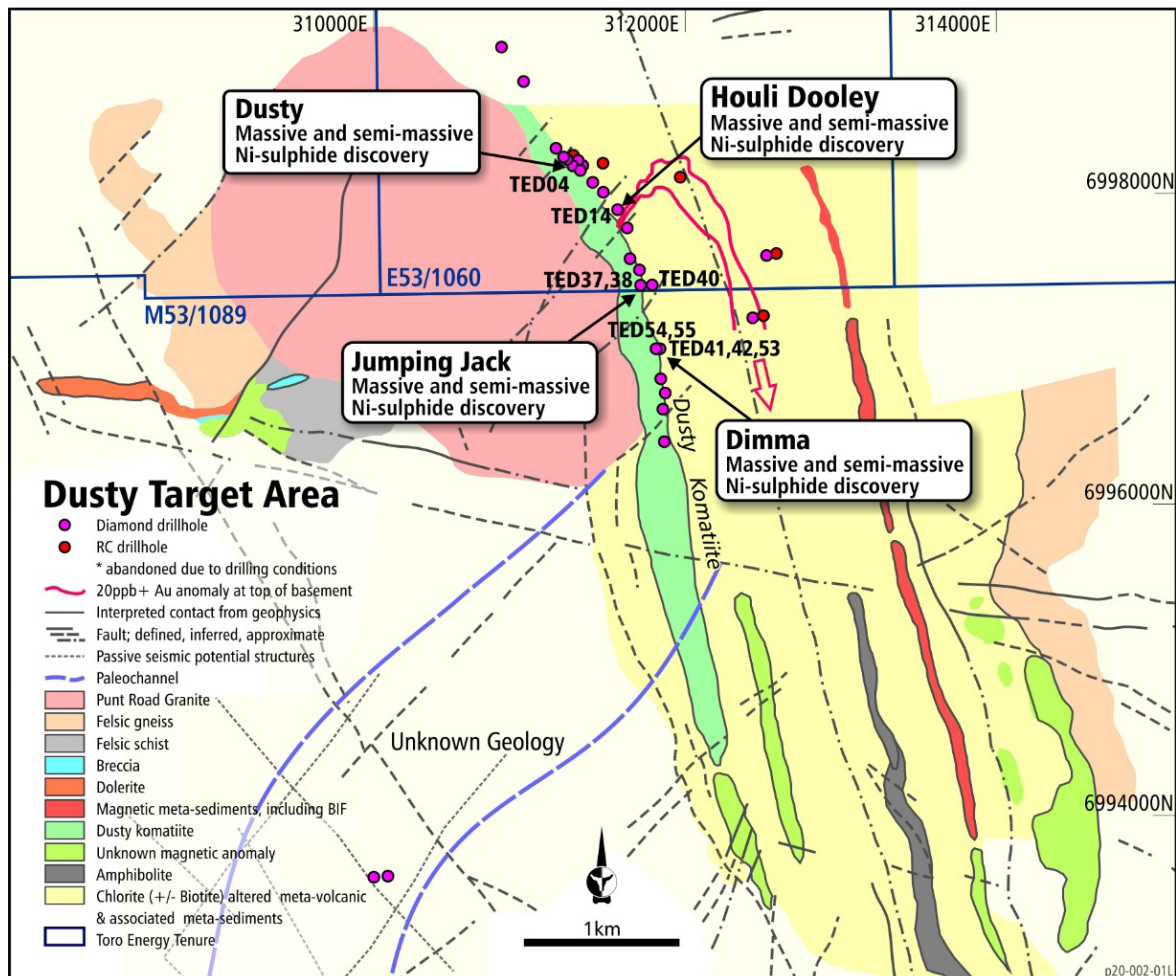 310000E
312000E
314000E
Dusty
Massive and semi-massive
Ni-sulphide discovery
Houli Dooley
Massive and semi-massive
Ni-sulphide discovery
TED04
6998000N
TED14
E53/1060
TED37,38
TED40
M53/1089
TED54,55
TED41,42,53
Jumping Jack
Massive and semi-massive
Ni-sulphide discovery
Dusty Komatiite
Dimma
Massive and semi-massive
Ni-sulphide discovery
6996000N
Dusty Target Area
Diamond drillhole
RC drillhole
* abandoned due to drilling conditions
20ppb+ Au anomaly at top of basement
Interpreted contact from geophysics
Fault; defined, inferred, approximate
Passive seismic potential structures
Paleochannel
Punt Road Granite
Felsic gneiss
Felsic schist
Breccia
Dolerite
Magnetic meta-sediments, including BIF
Dusty komatiite
Unknown magnetic anomaly
Amphibolite
Chlorite (+/- Biotite) altered meta-volcanic
& associated meta-sediments
Toro Energy Tenure
Unknown Geology
6994000N
1km
p20-002-01l